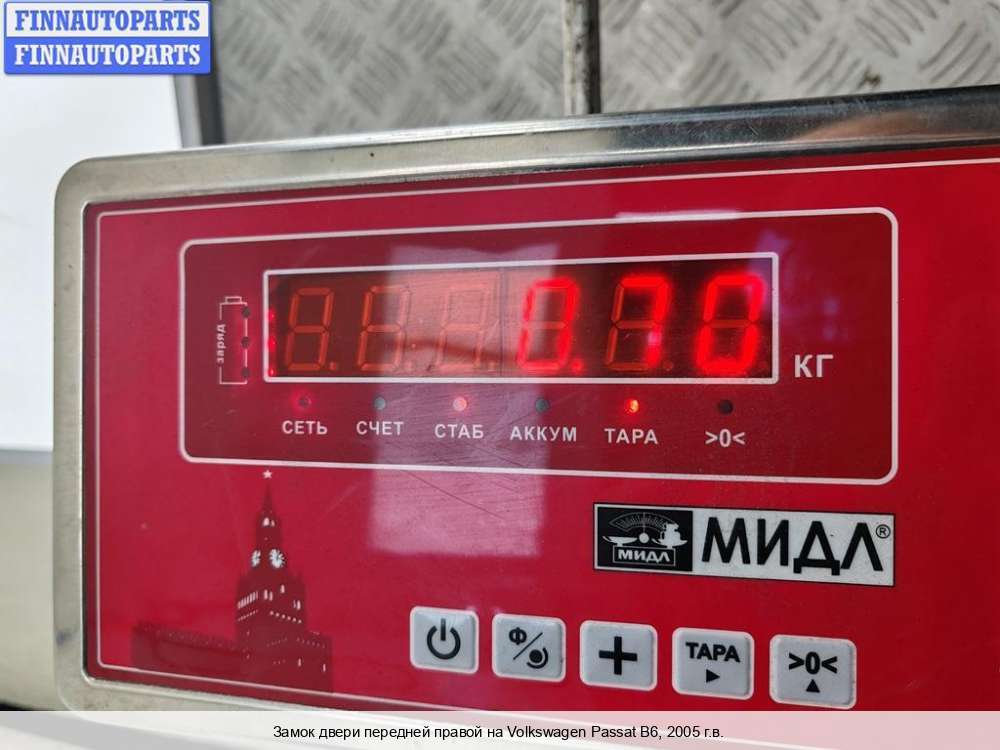 FINNAUTOPARTS
FINNAUTOPARTS
заряд
0.70
КГ
СЕТЬ СЧЕТ СТАБ АККУМ ТАРА >0<
МИДЛ МИДЛ®
Ф ТАРА >0<
Замок двери передней правой на Volkswagen Passat B6, 2005 г.в.